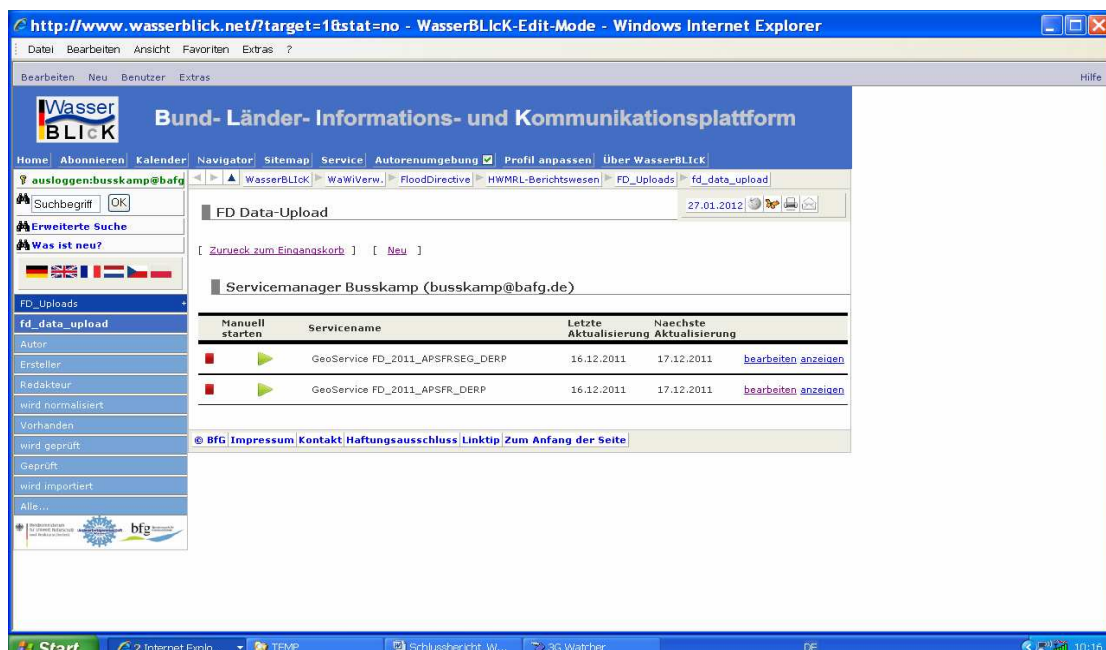 http://www.wasserblick.net/?target=1&stat=no - WasserBLIcK-Edit-Mode - Windows Internet Explorer
Datei Bearbeiten Ansicht Favoriten Extras ?
Bearbeiten Neu Benutzer Extras Hilfe
Wasser
BLIcK
Bund- Länder- Informations- und Kommunikationsplattform
Home Abonnieren Kalender Navigator Sitemap Service Autorenumgebung Profil anpassen Über WasserBLIcK
ausloggen:busskamp@bafg WasserBLIcK WaWiVerw. FloodDirective HWMRL-Berichtswesen FD_Uploads fd_data_upload
Suchbegriff OK
27.01.2012
FD Data-Upload
Erweiterte Suche
Was ist neu?
[ Zurueck zum Eingangskorb ] [ Neu ]
Servicemanager Busskamp (busskamp@bafg.de)
FD_Uploads +
fd_data_upload
Autor
Ersteller
Redakteur
wird normalisiert
Vorhanden
wird geprüft
Geprüft
wird importiert
Alle...
Manuell starten Servicename Letzte Aktualisierung Naechste Aktualisierung
GeoService FD_2011_APSFRSEG_DERP 16.12.2011 17.12.2011 bearbeiten anzeigen
GeoService FD_2011_APSFR_DERP 16.12.2011 17.12.2011 bearbeiten anzeigen
© BfG Impressum Kontakt Haftungsausschluss Linktip Zum Anfang der Seite
bfg
Start 2 Internet Explo... TEMP Schlussbericht_W... 3G Watcher DE 10:16